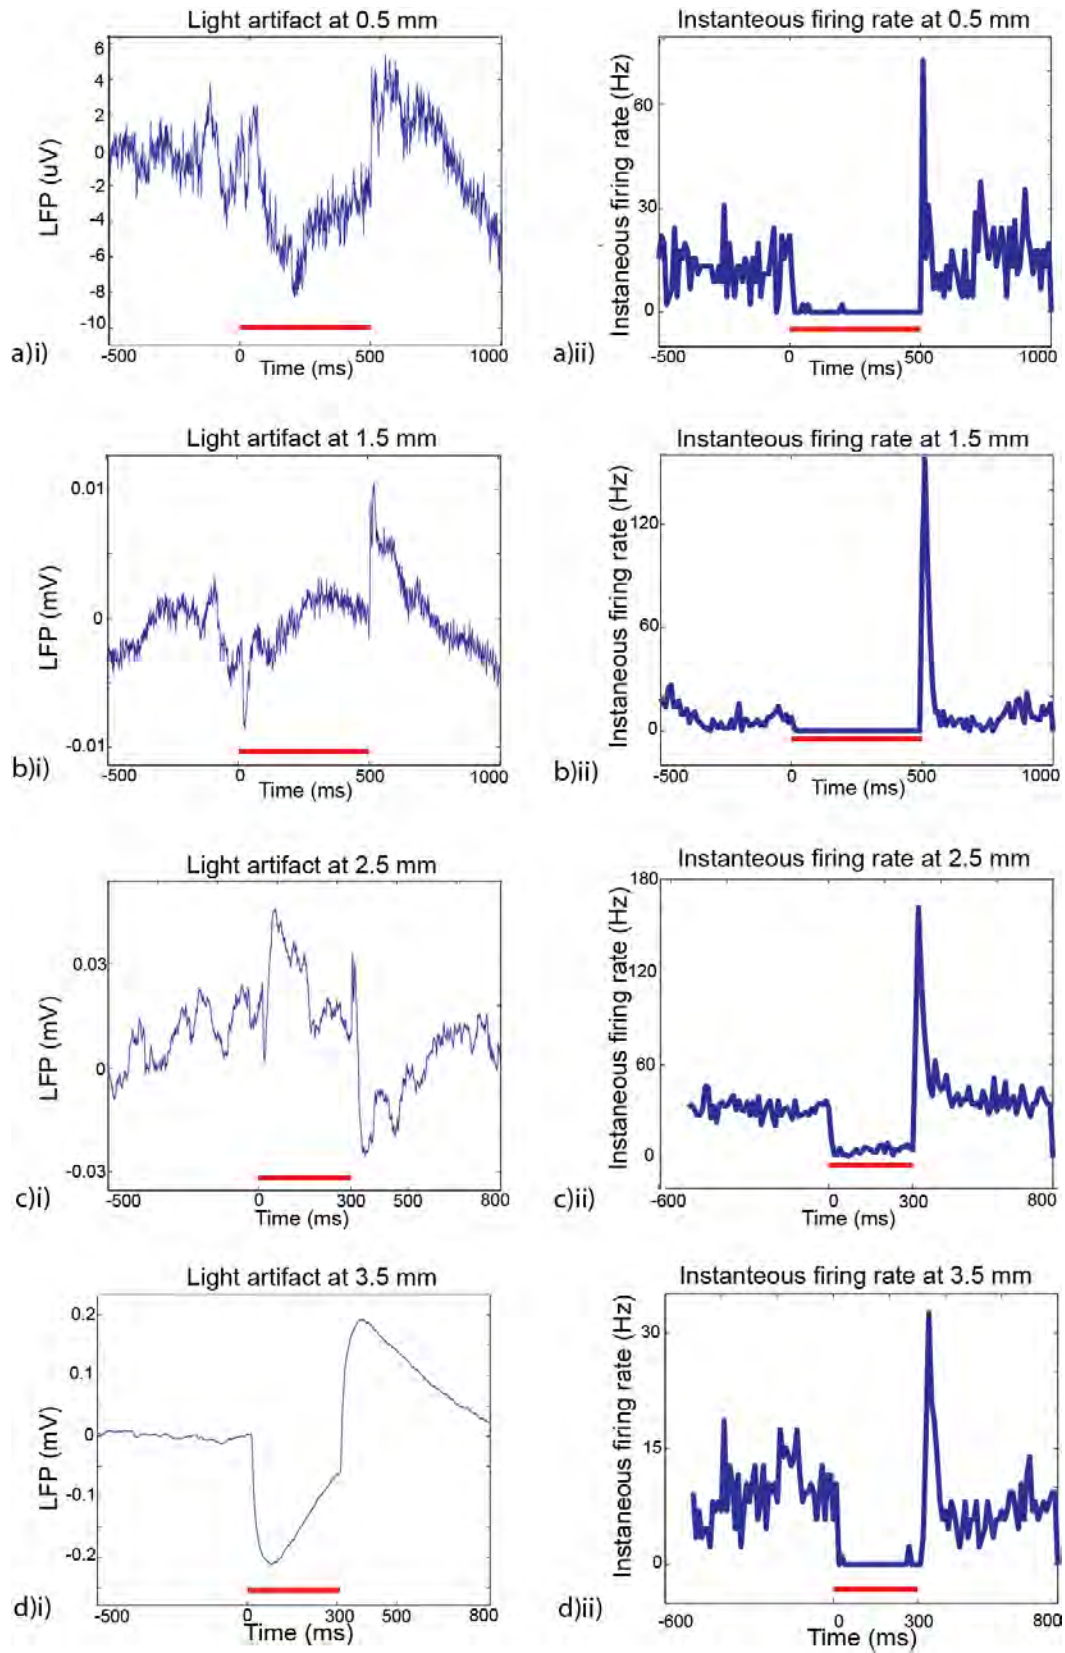 Light artifact at 0.5 mm
6
4
2
0
-2
-4
-6
-8
-10
LFP (uV)
-500 0 500 1000
Time (ms)
a)i)
Instanteous firing rate at 0.5 mm
60
30
0
Instaneous firing rate (Hz)
-500 0 500 1000
Time (ms)
a)ii)
Light artifact at 1.5 mm
0.01
0
-0.01
LFP (mV)
-500 0 500 1000
Time (ms)
b)i)
Instanteous firing rate at 1.5 mm
120
60
0
Instaneous firing rate (Hz)
-500 0 500 1000
Time (ms)
b)ii)
Light artifact at 2.5 mm
0.03
0
-0.03
LFP (mV)
-500 0 300 500 800
Time (ms)
c)i)
Instanteous firing rate at 2.5 mm
180
120
60
0
Instaneous firing rate (Hz)
-600 0 300 800
Time (ms)
c)ii)
Light artifact at 3.5 mm
0.2
0.1
0
-0.1
-0.2
LFP (mV)
-500 0 300 500 800
Time (ms)
d)i)
Instanteous firing rate at 3.5 mm
30
15
0
Instaneous firing rate (Hz)
-600 0 300 800
Time (ms)
d)ii)